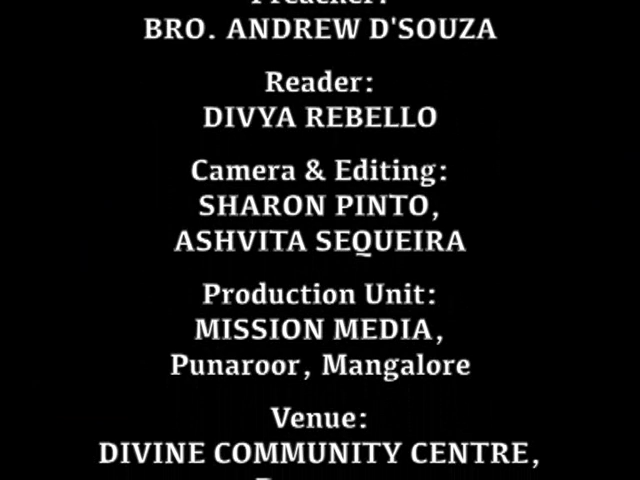 Preacher:
BRO. ANDREW D'SOUZA
Reader:
DIVYA REBELLO
Camera & Editing:
SHARON PINTO,
ASHVITA SEQUEIRA
Production Unit:
MISSION MEDIA,
Punaroor, Mangalore
Venue:
DIVINE COMMUNITY CENTRE,